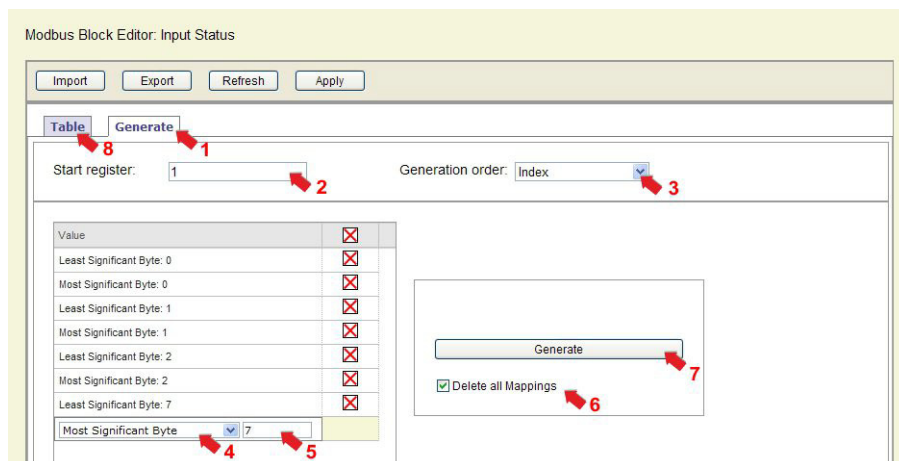 Modbus Block Editor: Input Status
Import Export Refresh Apply
Table Generate
8 1
Start register: 1 2 Generation order: Index 3
Value
Least Significant Byte: 0
Most Significant Byte: 0
Least Significant Byte: 1
Most Significant Byte: 1
Least Significant Byte: 2
Most Significant Byte: 2
Least Significant Byte: 7
Most Significant Byte 7
4 5
Generate
7
Delete all Mappings
6